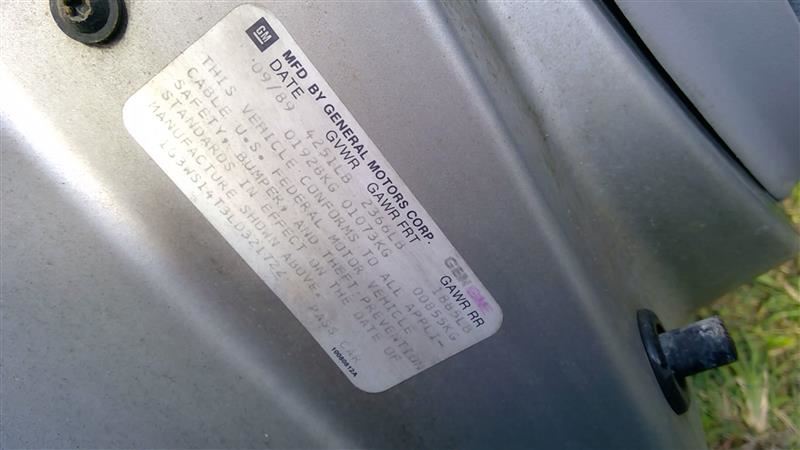 GM
MFD BY GENERAL MOTORS CORP.
DATE GVWR GAWR FRT GAWR RR
09/89 4251LB 2366LB 1885LB
01928KG 01073KG 00855KG
THIS VEHICLE CONFORMS TO ALL APPLI-
CABLE U.S. FEDERAL MOTOR VEHICLE
SAFETY, BUMPER, AND THEFT PREVENTION
STANDARDS IN EFFECT ON THE DATE OF
MANUFACTURE SHOWN ABOVE.
PASS CAR
10080812A